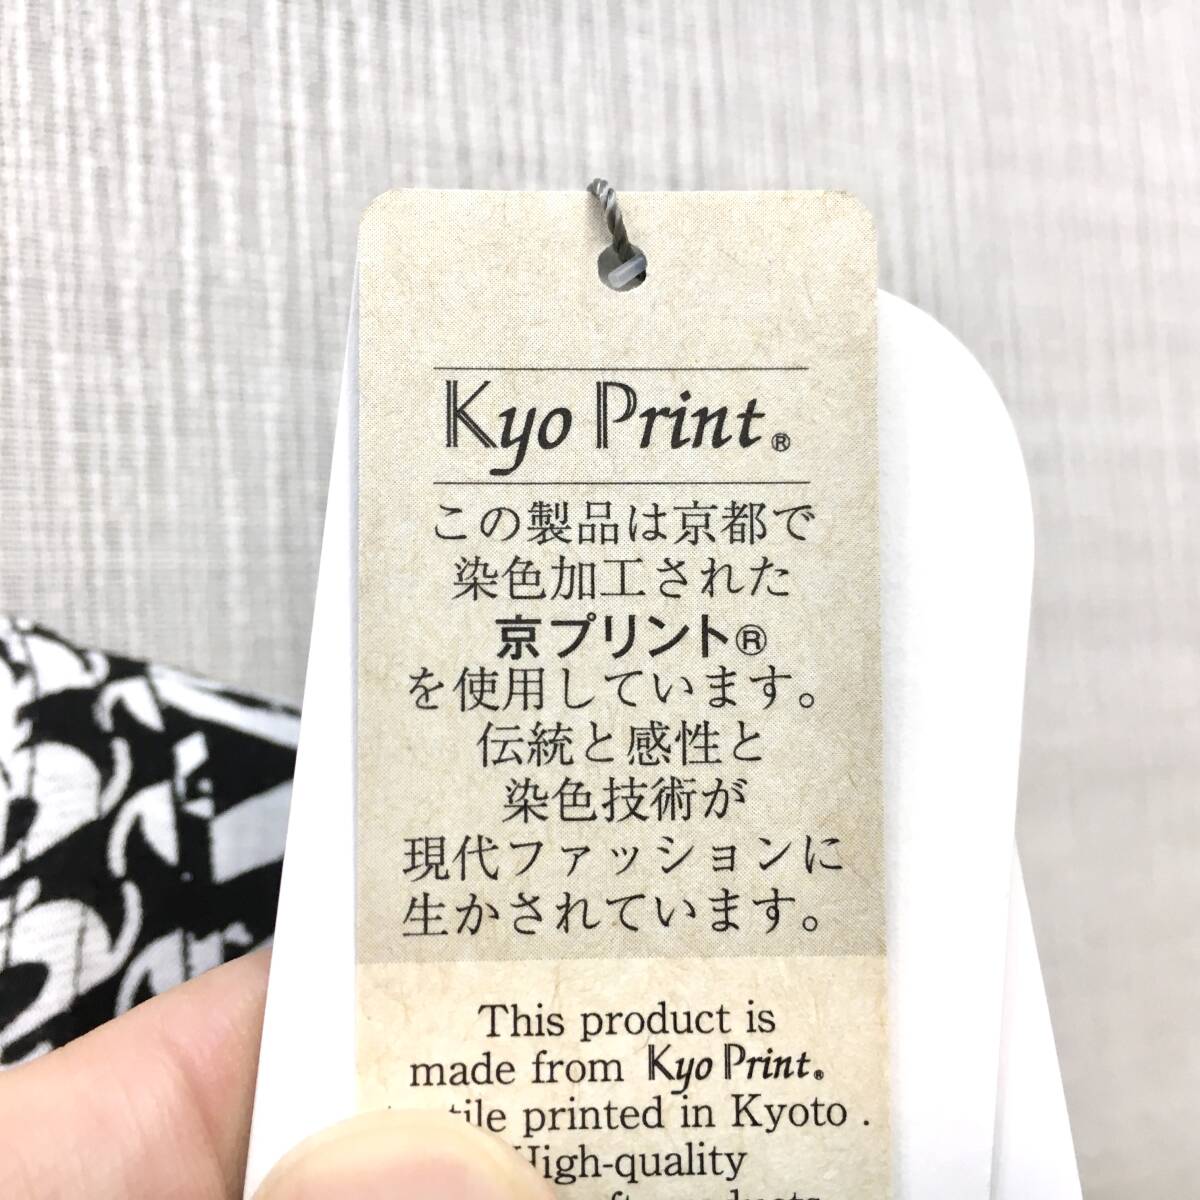 Kyo Print®
この製品は京都で
染色加工された
京プリント®
を使用しています。
伝統と感性と
染色技術が
現代ファッションに
生かされています。
This product is
made from Kyo Print®
printed in Kyoto .
High-quality
products